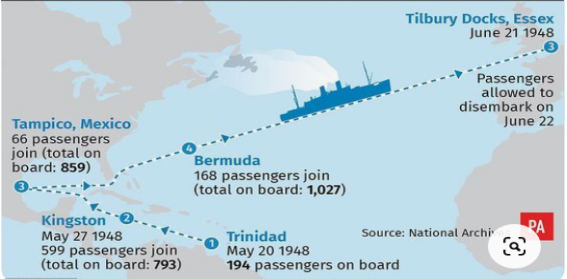 Tilbury Docks, Essex
June 21 1948
3
Passengers
allowed to
disembark on
June 22
Tampico, Mexico
66 passengers
join (total on
board: 859)
3
4
Bermuda
168 passengers join
(total on board: 1,027)
Kingston
May 27 1948
599 passengers join
(total on board: 793)
2
1
Trinidad
May 20 1948
194 passengers on board
Source: National
PA